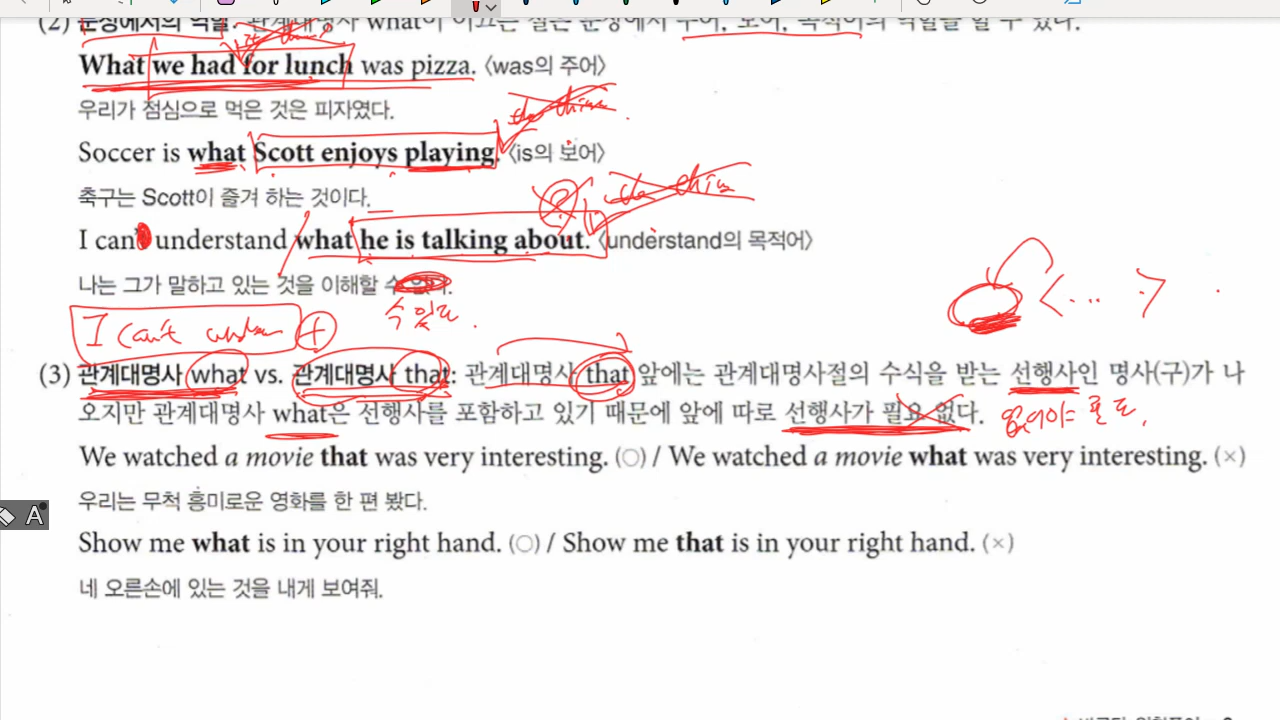 (2) 문장에서의 역할: 관계대명사 what이 이끄는 절은 문장에서 주어, 보어, 목적어의 역할을 할 수 있다.
What we had for lunch was pizza. 〈was의 주어〉
우리가 점심으로 먹은 것은 피자였다.
Soccer is what Scott enjoys playing. 〈is의 보어〉
축구는 Scott이 즐겨 하는 것이다.
I can't understand what he is talking about. 〈understand의 목적어〉
나는 그가 말하고 있는 것을 이해할 수 없다.
수 있다.
I can't
(3) 관계대명사 what vs. 관계대명사 that: 관계대명사 that 앞에는 관계대명사절의 수식을 받는 선행사인 명사(구)가 나
오지만 관계대명사 what은 선행사를 포함하고 있기 때문에 앞에 따로 선행사가 필요 없다.
We watched a movie that was very interesting. (○) / We watched a movie what was very interesting. (×)
우리는 무척 흥미로운 영화를 한 편 봤다.
Show me what is in your right hand. (○) / Show me that is in your right hand. (×)
네 오른손에 있는 것을 내게 보여줘.
A